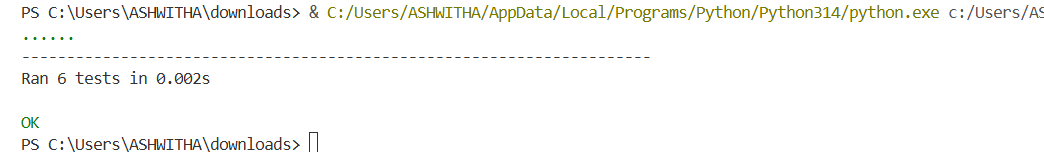 PS C:\Users\ASHWITHA\downloads> & C:/Users/ASHWITHA/AppData/Local/Programs/Python/Python314/python.exe c:/Users/AS
......
----------------------------------------------------------------------
Ran 6 tests in 0.002s
OK
PS C:\Users\ASHWITHA\downloads>